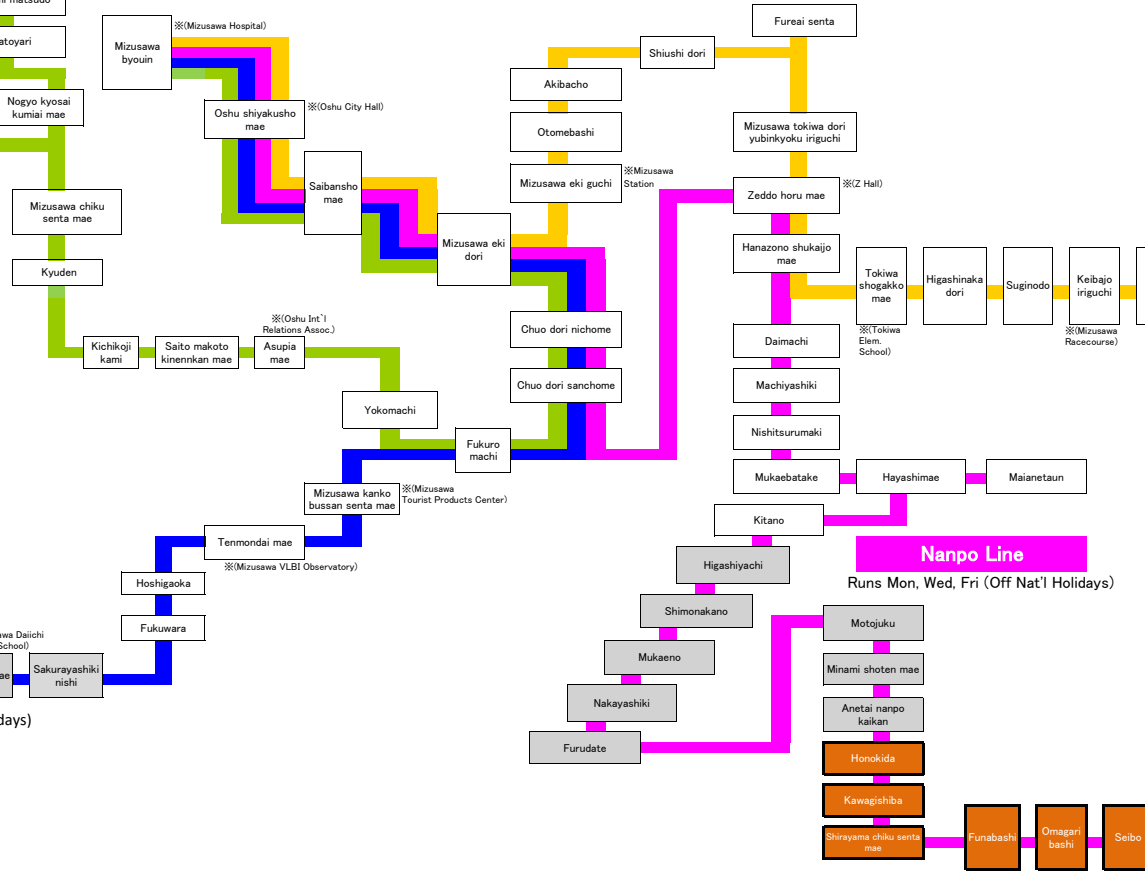 atoyari
Nogyo kyosai
kumiai mae
Mizusawa chiku
senta mae
Kyuden
Kichikoji
kami
Saito makoto
kinennkan mae
※(Oshu Int`l
Relations Assoc.)
Asupia
mae
Yokomachi
Mizusawa
byouin
※(Mizusawa Hospital)
Oshu shiyakusho
mae
※(Oshu City Hall)
Saibansho
mae
Mizusawa eki
dori
Fureai senta
Shiushi dori
Akibacho
Otomebashi
Mizusawa eki guchi
※Mizusawa
Station
Mizusawa tokiwa dori
yubinkyoku iriguchi
Zeddo horu mae
※(Z Hall)
Hanazono shukaijo
mae
Tokiwa
shogakko
mae
※(Tokiwa
Elem.
School)
Higashinaka
dori
Suginodo
Keibajo
iriguchi
※(Mizusawa
Racecourse)
Chuo dori nichome
Chuo dori sanchome
Fukuro
machi
Mizusawa kanko
bussan senta mae
※(Mizusawa
Tourist Products Center)
Tenmondai mae
※(Mizusawa VLBI Observatory)
Hoshigaoka
Fukuwara
awa Daiichi
School)
ae
Sakurayashiki
nishi
days)
Daimachi
Machiyashiki
Nishitsurumaki
Mukaebatake
Hayashimae
Maianetaun
Kitano
Nanpo Line
Runs Mon, Wed, Fri (Off Nat'l Holidays)
Higashiyachi
Shimonakano
Mukaeno
Nakayashiki
Furudate
Motojuku
Minami shoten mae
Anetai nanpo
kaikan
Honokida
Kawagishiba
Shirayama chiku senta
mae
Funabashi
Omagari
bashi
Seibo